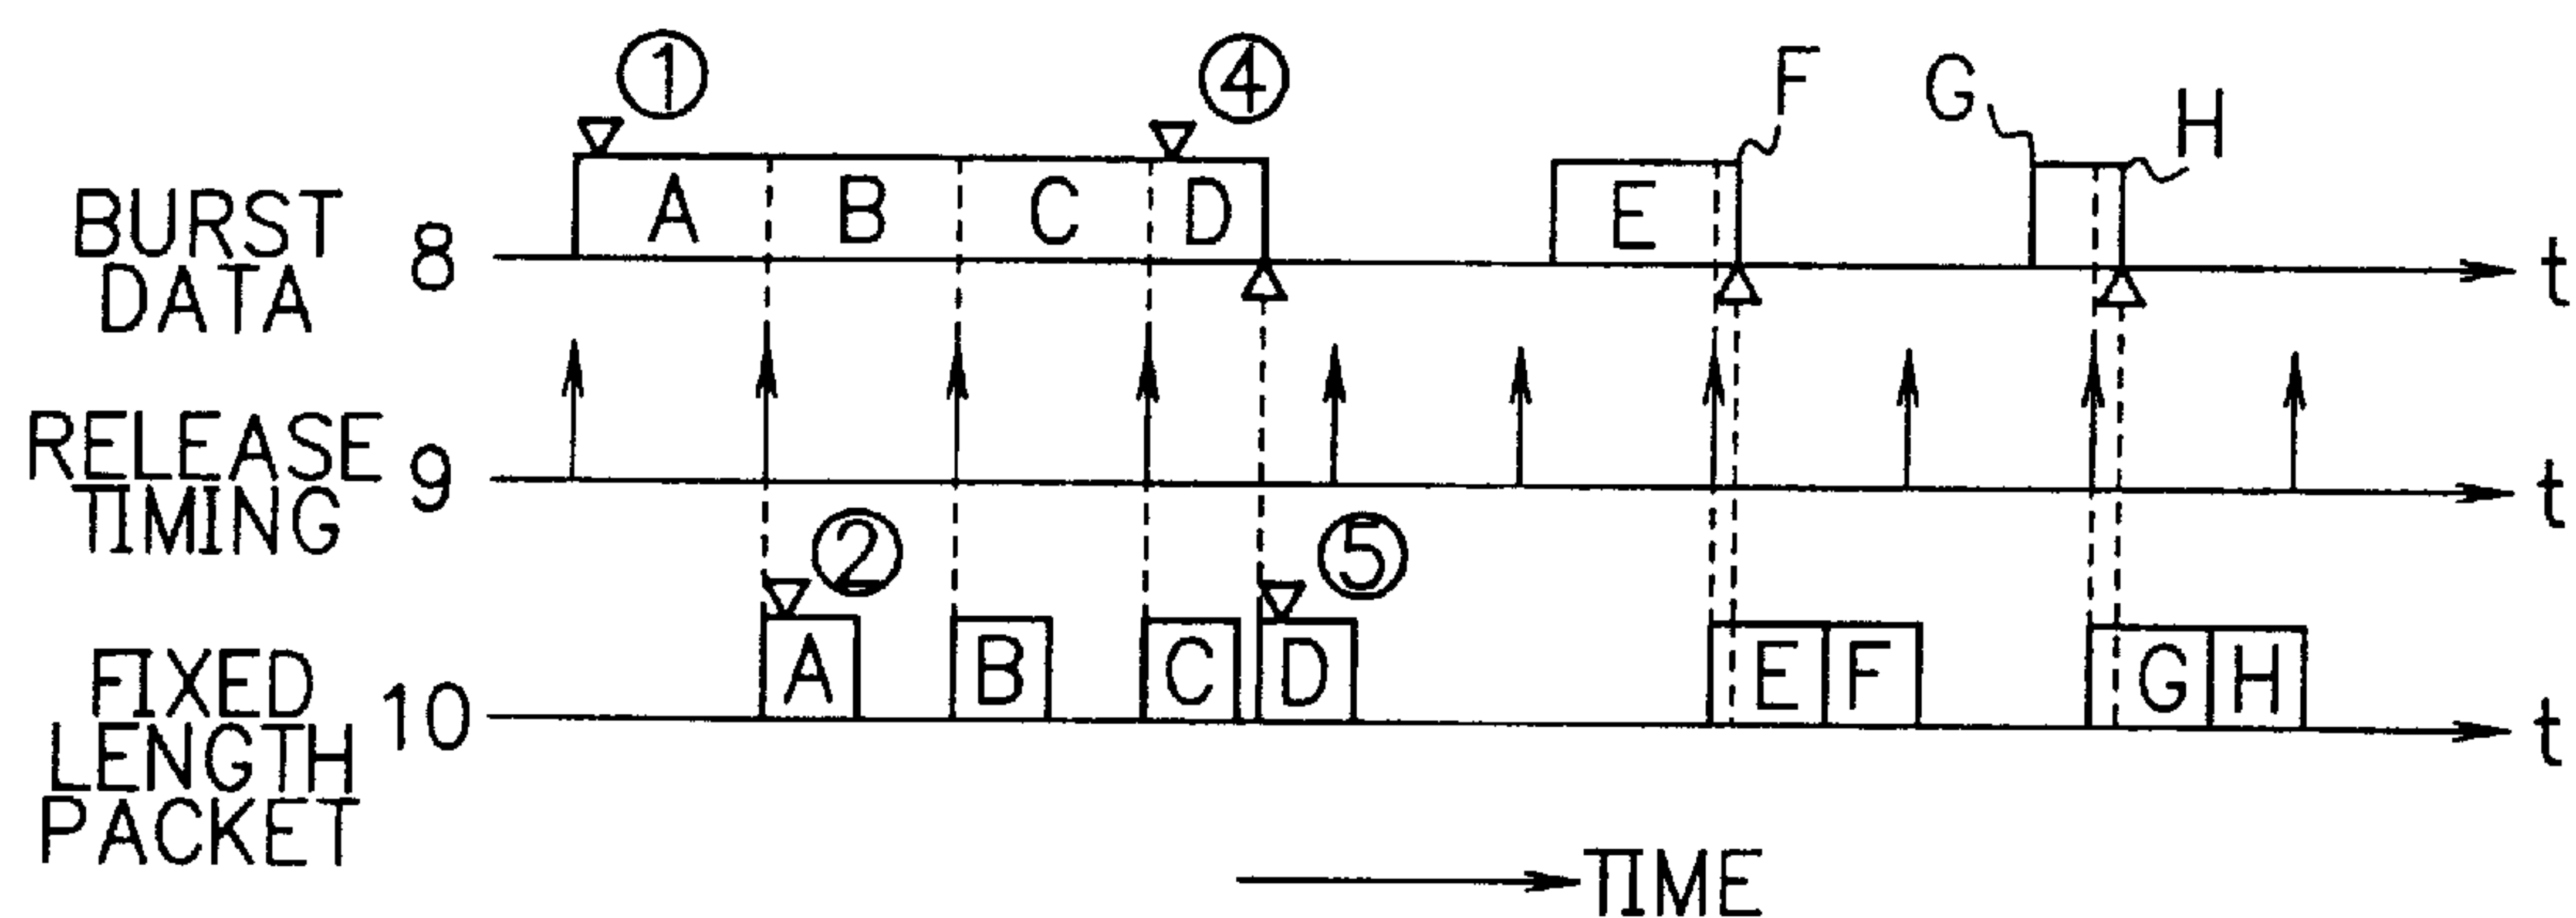 ① ④ F G H
BURST DATA 8 A B C D E t
RELEASE TIMING 9 t
② ⑤
FIXED LENGTH PACKET 10 A B C D E F G H t
TIME